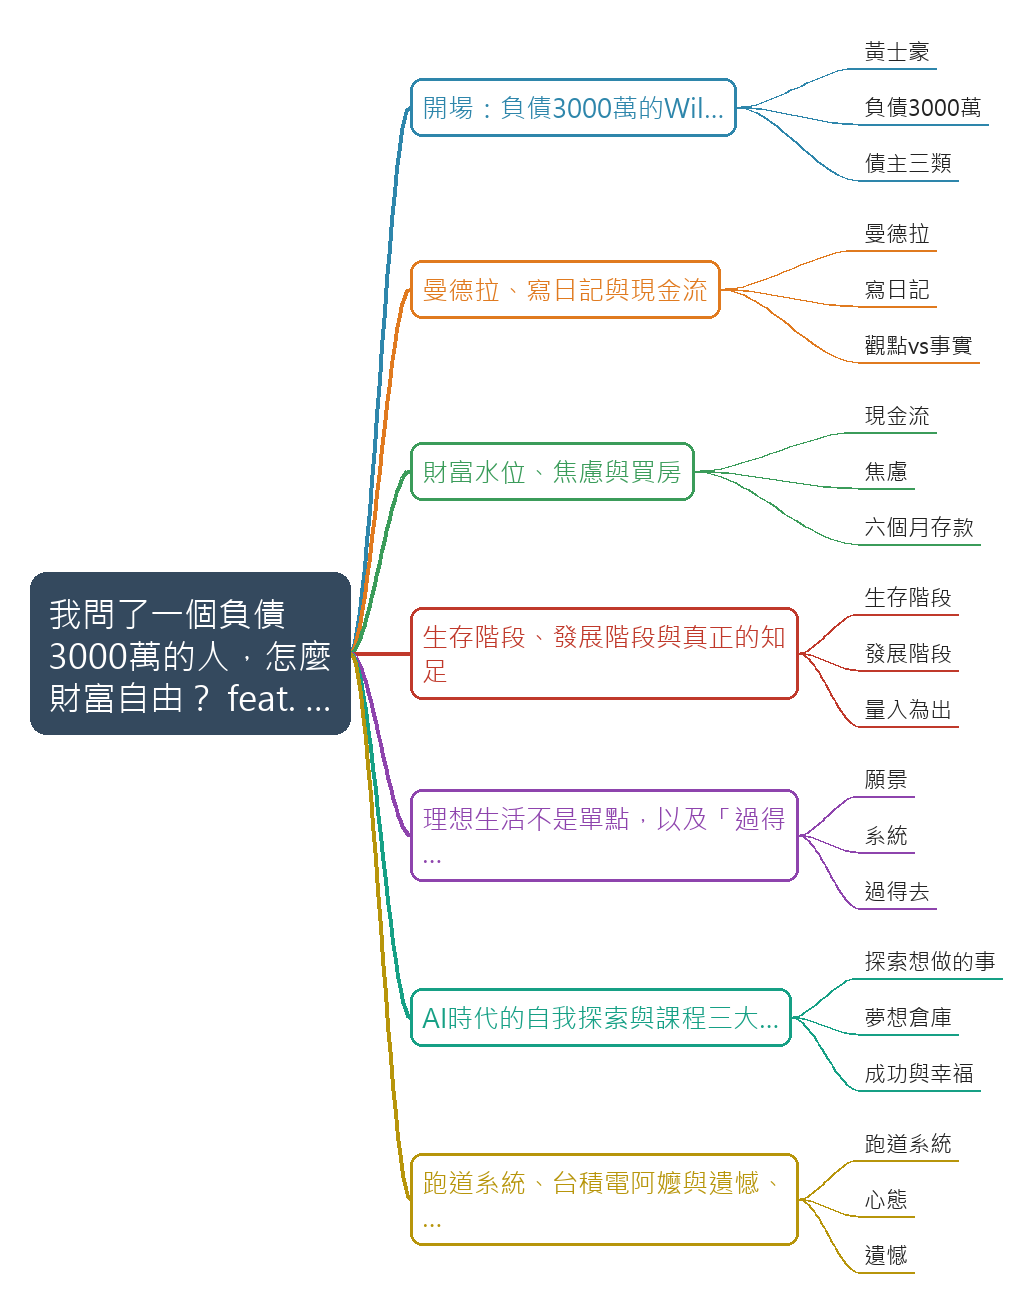 我問了一個負債
3000萬的人，怎麼
財富自由？ feat. ...
開場：負債3000萬的Wil...
黃士豪
負債3000萬
債主三類
曼德拉、寫日記與現金流
曼德拉
寫日記
觀點vs事實
財富水位、焦慮與買房
現金流
焦慮
六個月存款
生存階段、發展階段與真正的知
足
生存階段
發展階段
量入為出
理想生活不是單點，以及「過得
...
願景
系統
過得去
AI時代的自我探索與課程三大...
探索想做的事
夢想倉庫
成功與幸福
跑道系統、台積電阿嬤與遺憾、
...
跑道系統
心態
遺憾